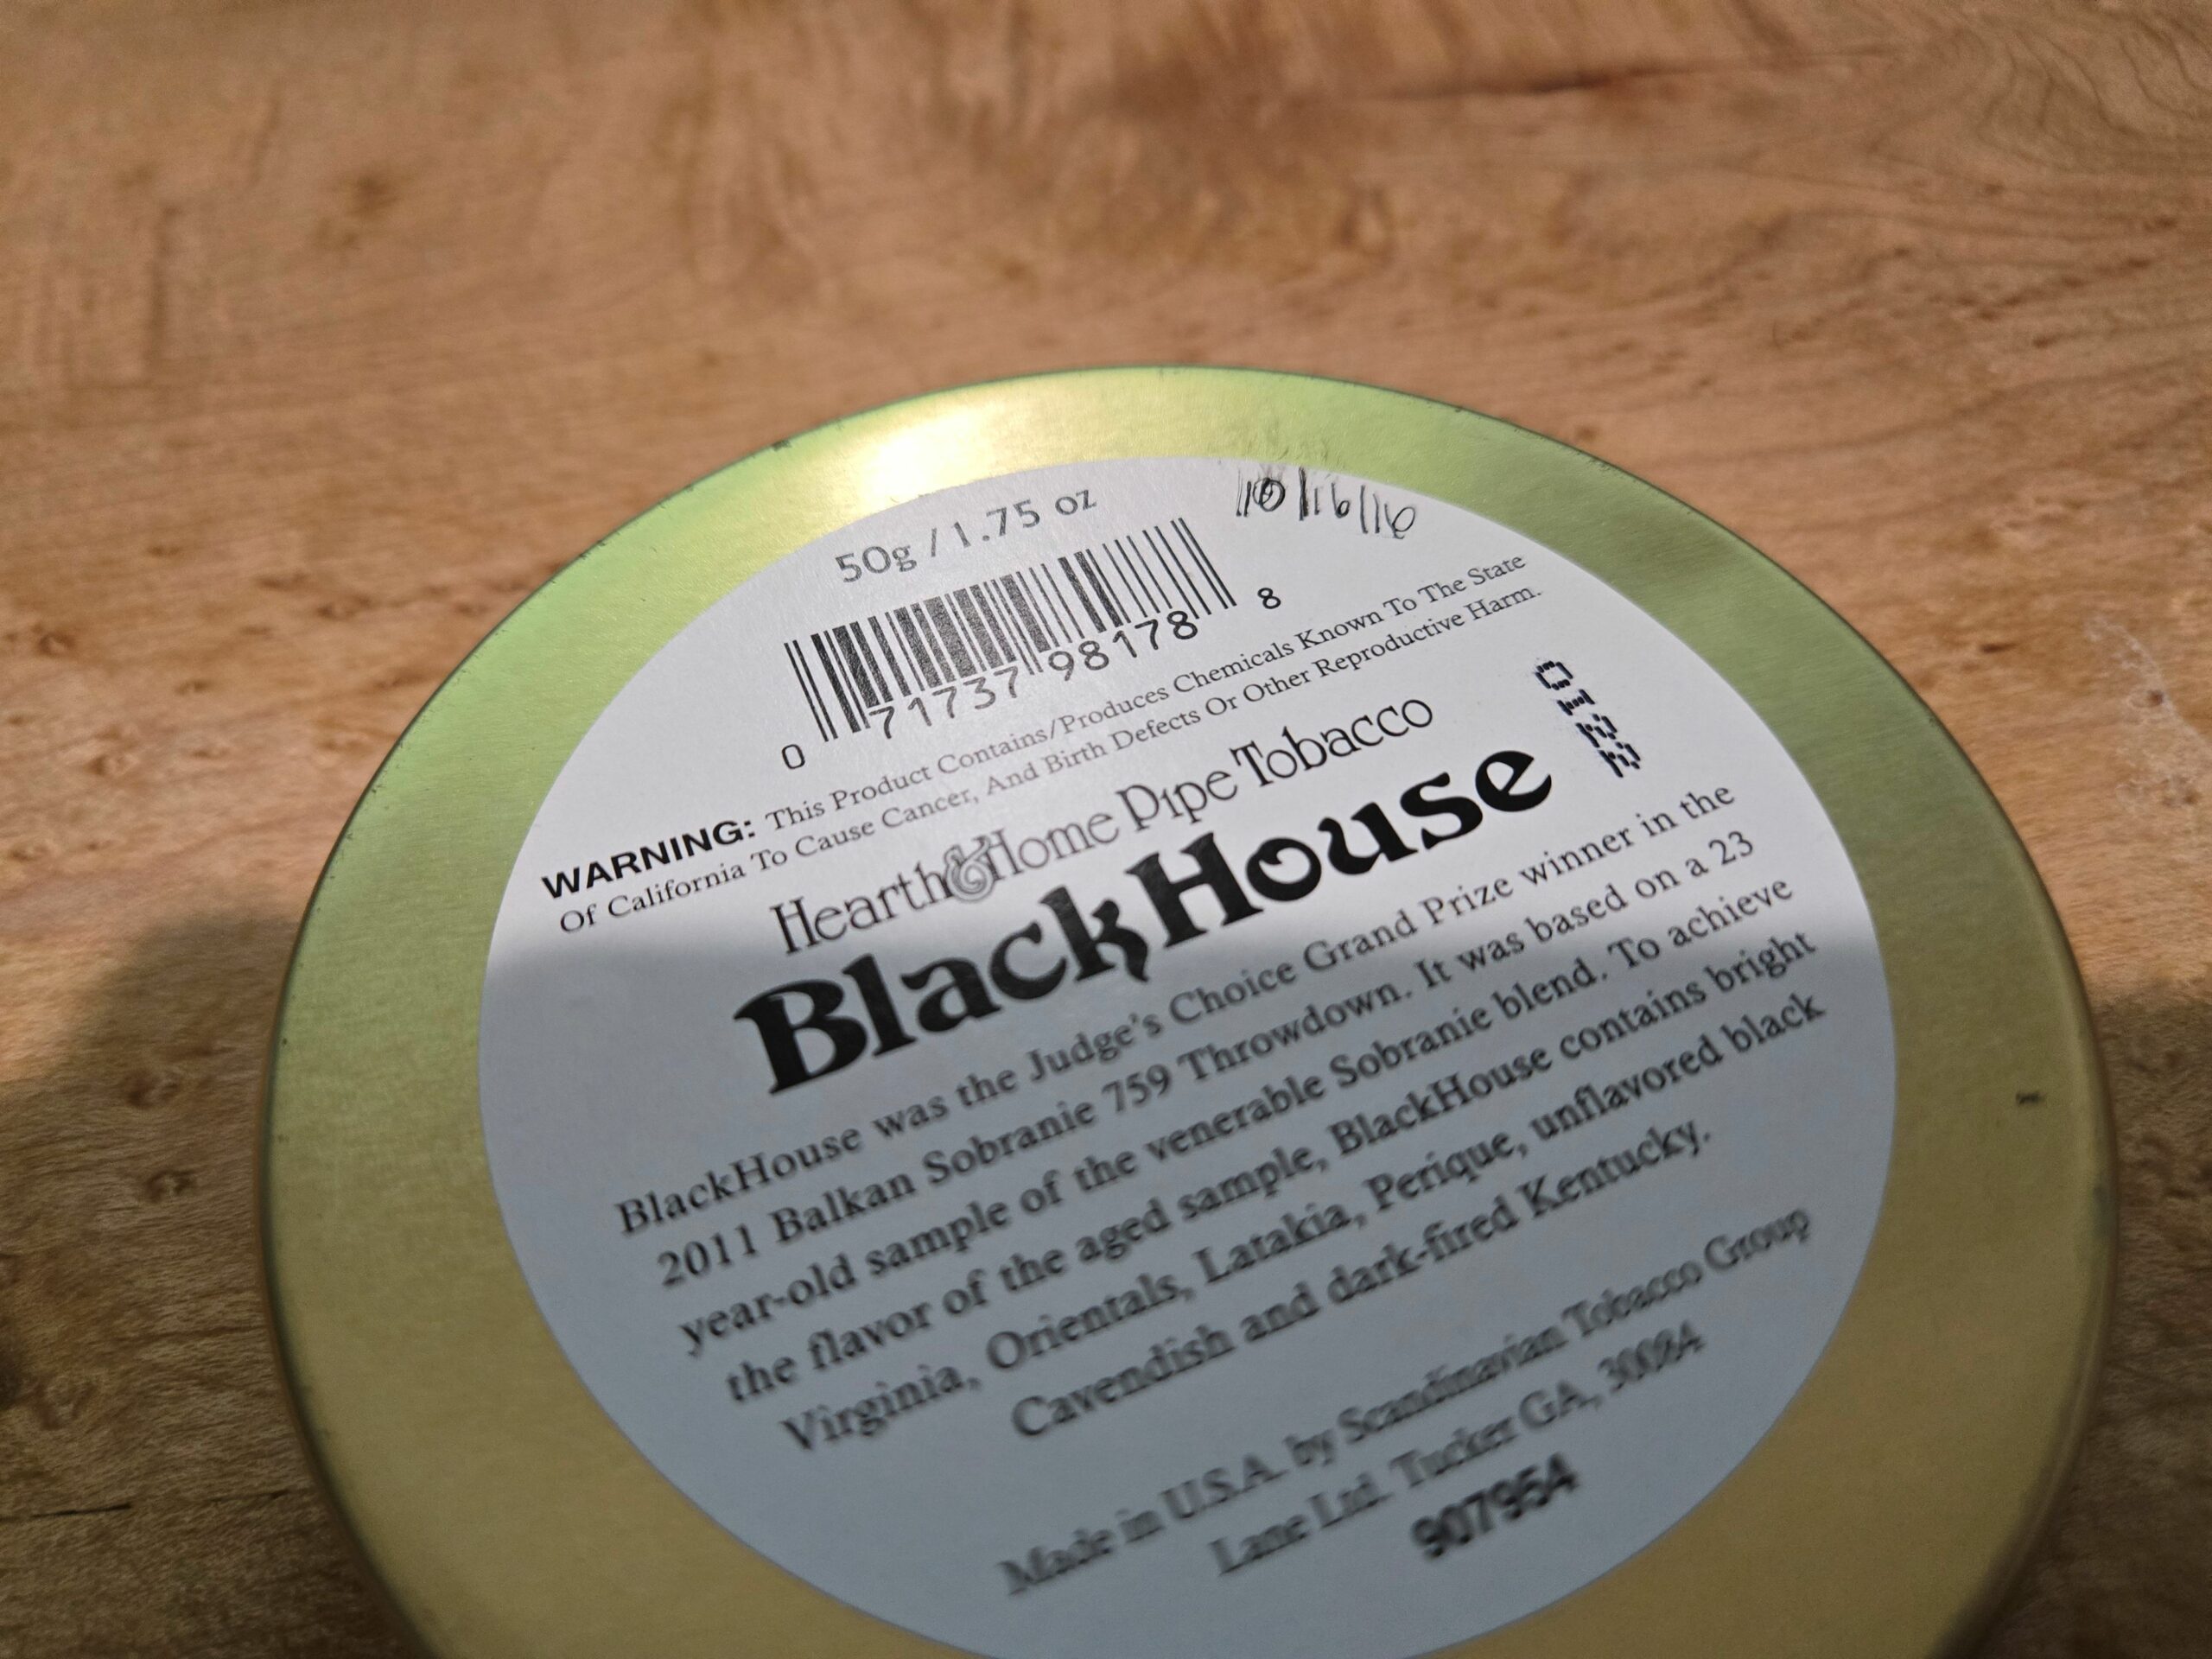 50g / 1.75 oz
10/16/16
0 71737 98178 8
WARNING: This Product Contains/Produces Chemicals Known To The State
Of California To Cause Cancer, And Birth Defects Or Other Reproductive Harm.
Hearth & Home Pipe Tobacco
BlackHouse
BlackHouse was the Judge's Choice Grand Prize winner in the
2011 Balkan Sobranie 759 Throwdown. It was based on a 23
year-old sample of the venerable Sobranie blend. To achieve
the flavor of the aged sample, BlackHouse contains bright
Virginia, Orientals, Latakia, Perique, unflavored black
Cavendish and dark-fired Kentucky.
Made in U.S.A. by Scandinavian Tobacco Group
Lane Ltd. Tucker GA, 30084
907954